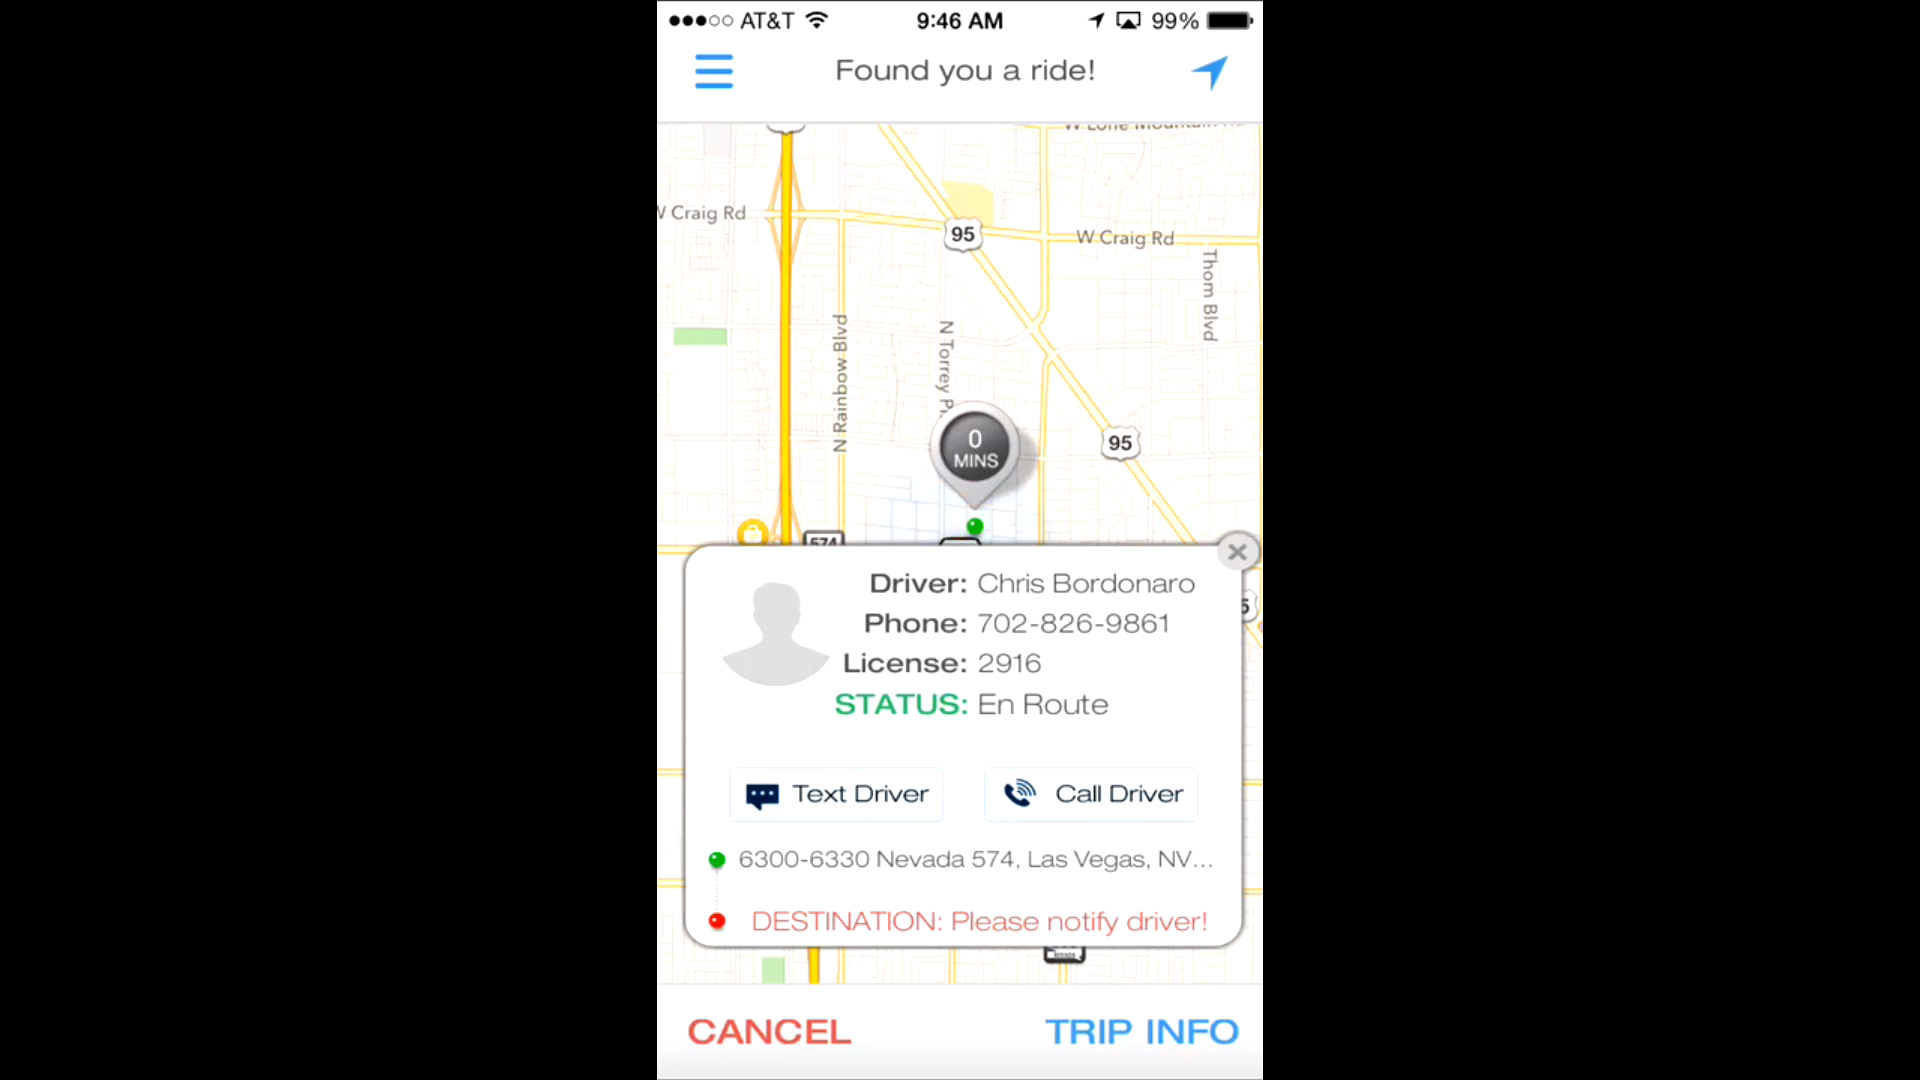 AT&T 9:46 AM 99%
Found you a ride!
W Craig Rd
95
W Craig Rd
Thom Blvd
N Rainbow Blvd
N Torrey
0
MINS
95
574
Driver: Chris Bordonaro
Phone: 702-826-9861
License: 2916
STATUS: En Route
Text Driver
Call Driver
6300-6330 Nevada 574, Las Vegas, NV...
DESTINATION: Please notify driver!
CANCEL
TRIP INFO